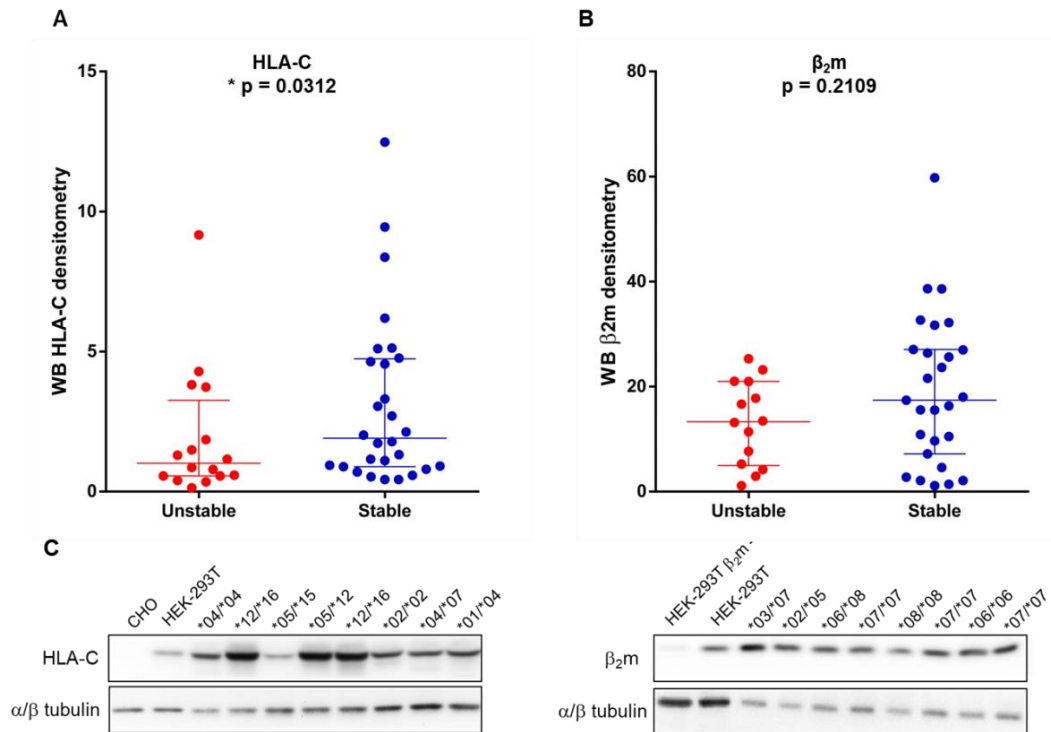 A
HLA-C
* p = 0.0312
WB HLA-C densitometry
15
10
5
0
Unstable
Stable
B
β₂m
p = 0.2109
WB β2m densitometry
80
60
40
20
0
Unstable
Stable
C
CHO
HEK-293T
*04/*04
*12/*16
*05/*15
*05/*12
*12/*16
*02/*02
*04/*07
*01/*04
HLA-C
α/β tubulin
HEK-293T β₂m -
HEK-293T
*03/*07
*02/*05
*06/*08
*07/*07
*08/*08
*07/*07
*06/*06
*07/*07
β₂m
α/β tubulin